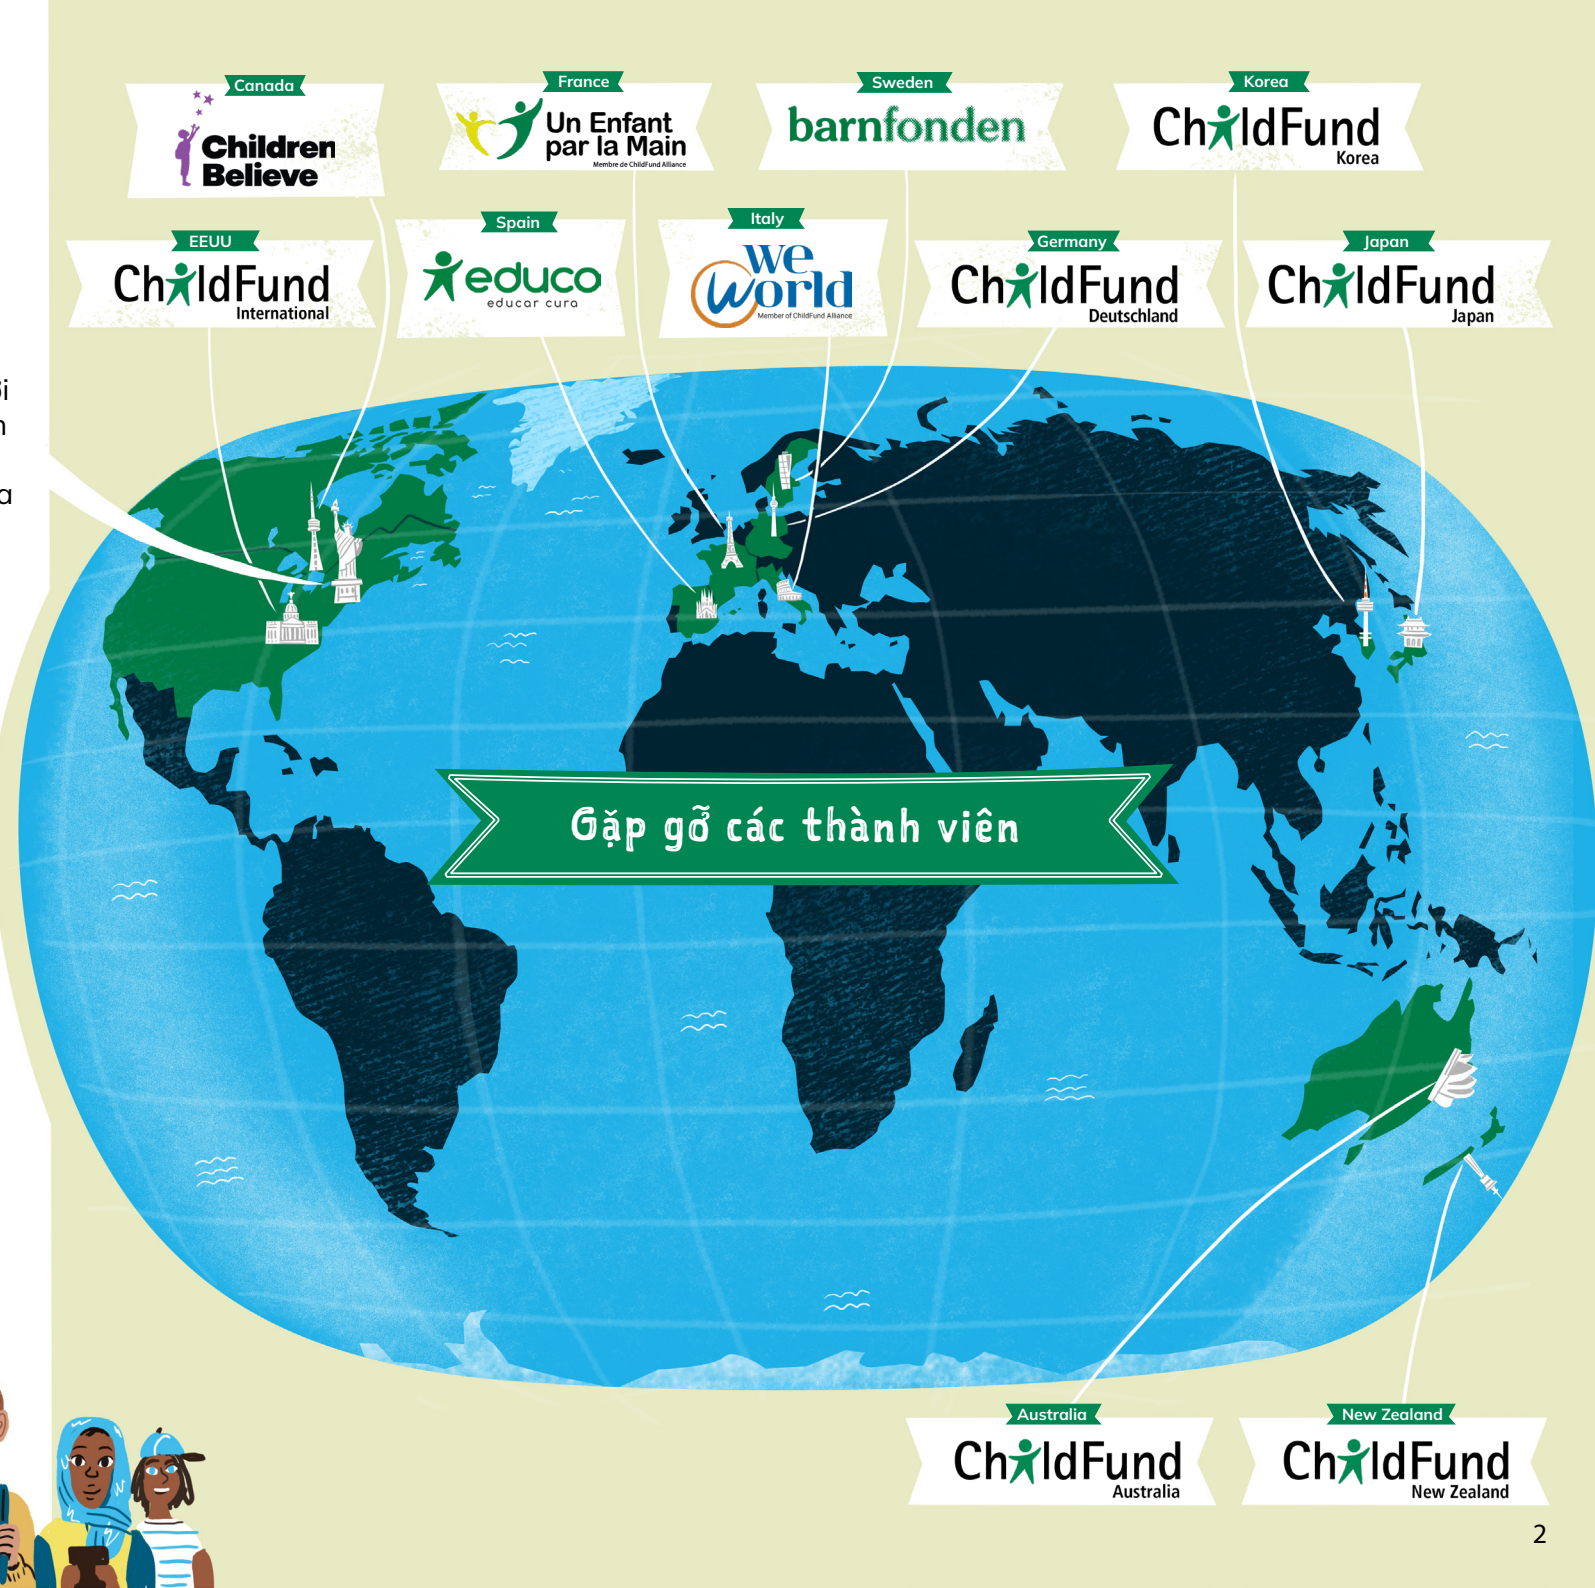 Canada
Children
Believe
France
Un Enfant
par la Main
Membre de ChildFund Alliance
Sweden
barnfonden
Korea
ChildFund
Korea
EEUU
ChildFund
International
Spain
educo
educar cura
Italy
we
World
Member of ChildFund Alliance
Germany
ChildFund
Deutschland
Japan
ChildFund
Japan
Gặp gỡ các thành viên
Australia
ChildFund
Australia
New Zealand
ChildFund
New Zealand
2